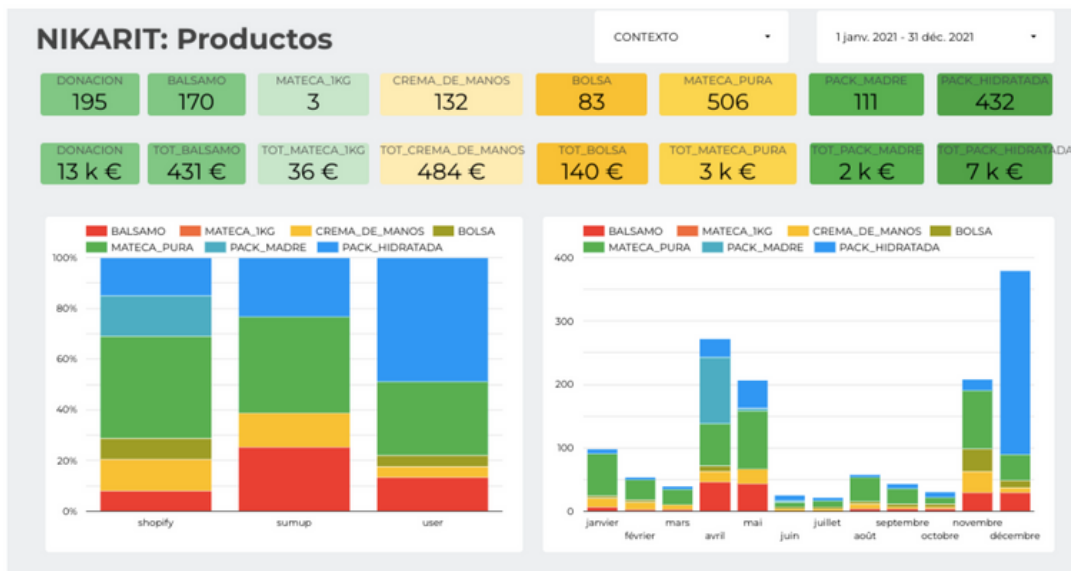 NIKARIT: Productos
CONTEXTO
1 janv. 2021 - 31 déc. 2021
DONACION BALSAMO MATECA_1KG CREMA_DE_MANOS BOLSA MATECA_PURA PACK_MADRE PACK_HIDRATADA
195 170 3 132 83 506 111 432
DONACION TOT_BALSAMO TOT_MATECA_1KG TOT_CREMA_DE_MANOS TOT_BOLSA TOT_MATECA_PURA TOT_PACK_MADRE TOT_PACK_HIDRATADA
13 k € 431 € 36 € 484 € 140 € 3 k € 2 k € 7 k €
BALSAMO MATECA_1KG CREMA_DE_MANOS BOLSA
MATECA_PURA PACK_MADRE PACK_HIDRATADA
100%
80%
60%
40%
20%
0%
shopify sumup user
BALSAMO MATECA_1KG CREMA_DE_MANOS BOLSA
MATECA_PURA PACK_MADRE PACK_HIDRATADA
400
300
200
100
0
janvier mars mai juillet septembre novembre
février avril juin août octobre décembre